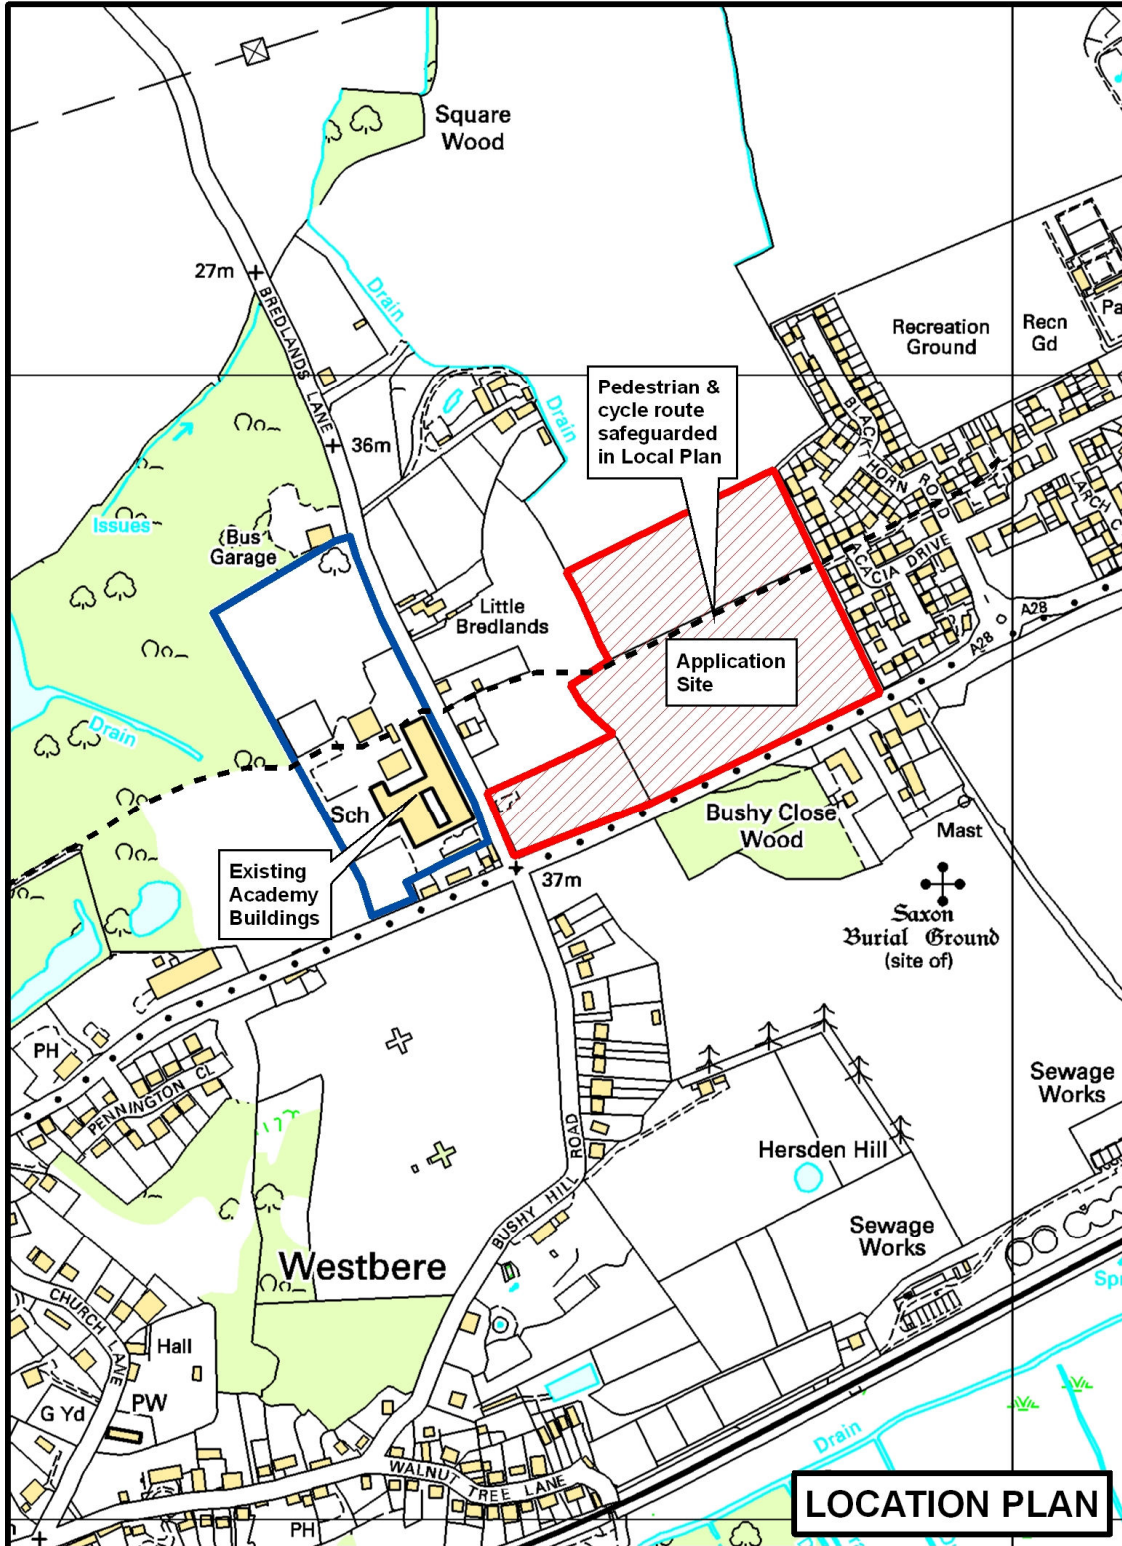 Square
Wood
27m
BREDLANDS LANE
Drain
Recreation
Ground
Recn
Gd
Pa
Pedestrian &
cycle route
safeguarded
in Local Plan
36m
Drain
BLACKTHORN ROAD
ARCH C
Issues
Bus
Garage
ACACIA DRIVE
Little
Bredlands
A28
A28
Application
Site
Drain
Sch
Bushy Close
Wood
Mast
Existing
Academy
Buildings
37m
Saxon
Burial Ground
(site of)
PH
PENNINGTON CL
Sewage
Works
Hersden Hill
BUSHY HILL ROAD
Sewage
Works
Westbere
Spr
CHURCH LANE
Hall
PW
G Yd
Drain
WALNUT TREE LANE
PH
LOCATION PLAN